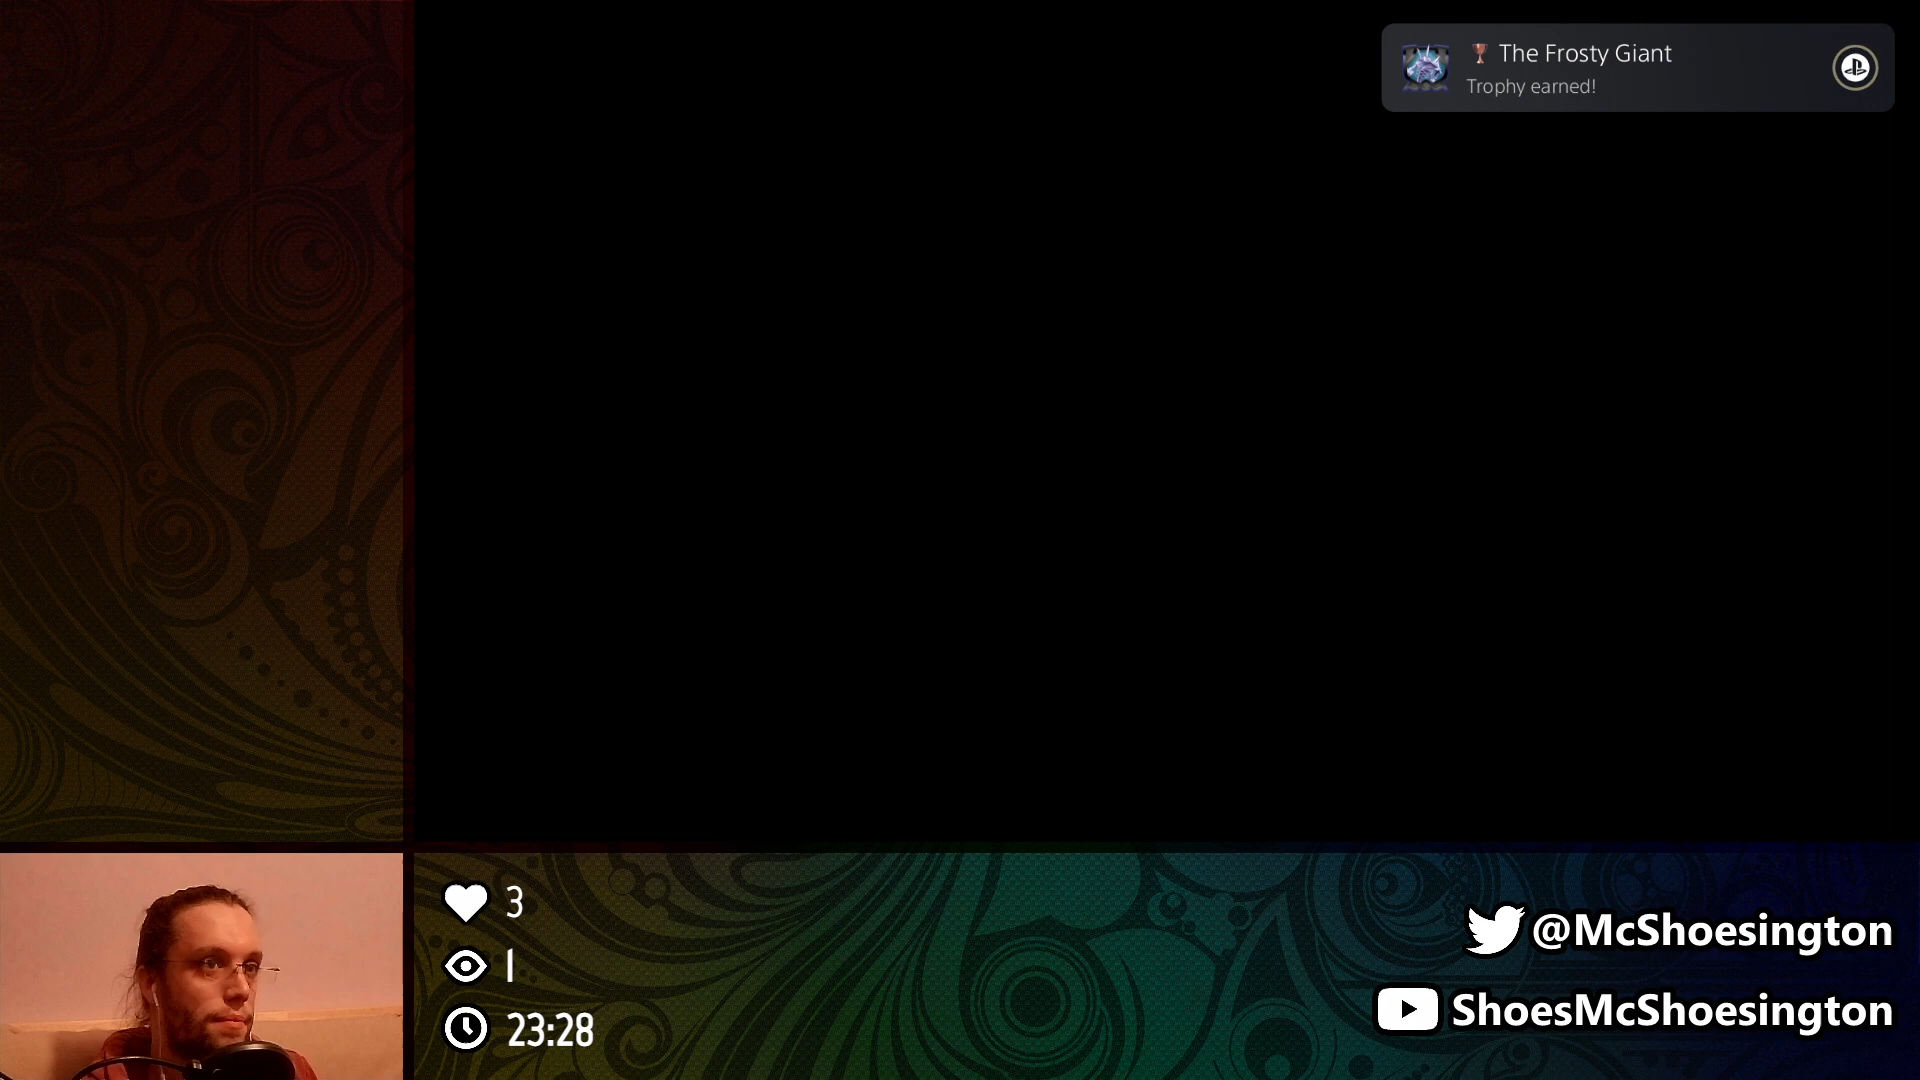 The Frosty Giant
Trophy earned!
3
1
23:28
@McShoesington
ShoesMcShoesington